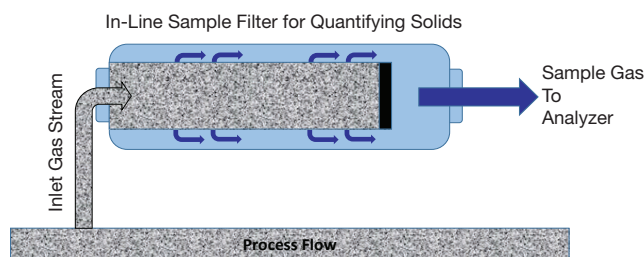 In-Line Sample Filter for Quantifying Solids
Inlet Gas Stream
Sample Gas
To
Analyzer
Process Flow